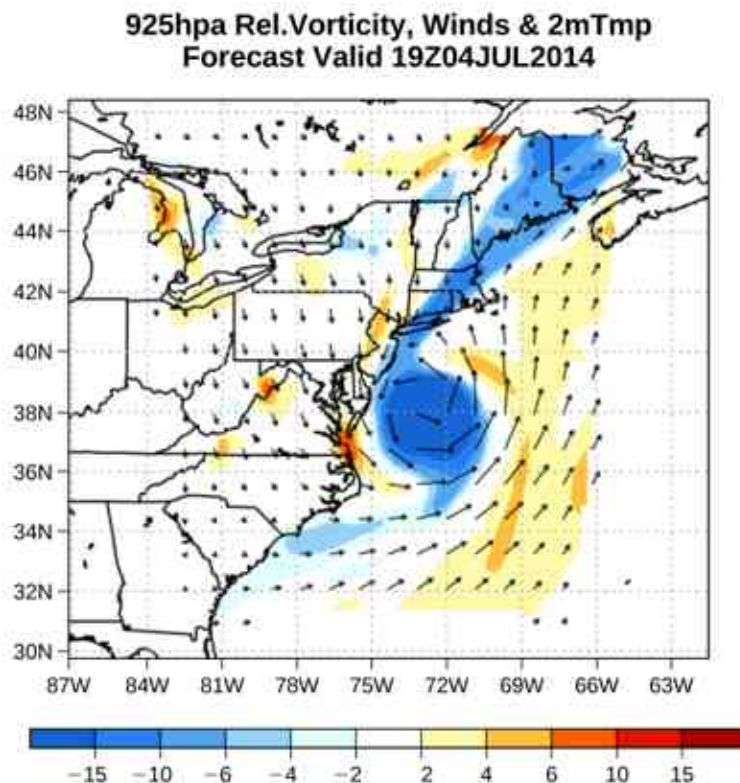 925hpa Rel.Vorticity, Winds & 2mTmp
Forecast Valid 19Z04JUL2014
48N
46N
44N
42N
40N
38N
36N
34N
32N
30N
87W 84W 81W 78W 75W 72W 69W 66W 63W
−15 −10 −6 −4 −2 2 4 6 10 15